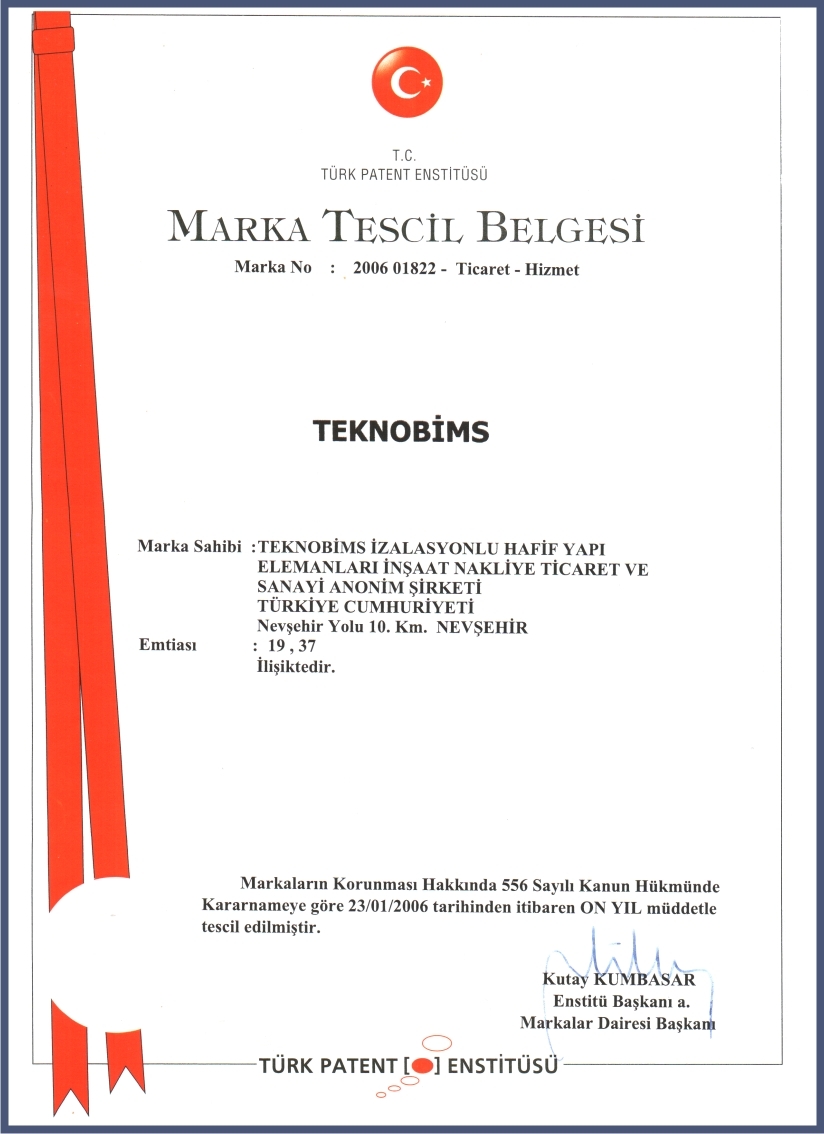 T.C.
TÜRK PATENT ENSTİTÜSÜ
MARKA TESCİL BELGESİ
Marka No : 2006 01822 - Ticaret - Hizmet
TEKNOBİMS
Marka Sahibi :TEKNOBİMS İZALASYONLU HAFİF YAPI
ELEMANLARI İNŞAAT NAKLİYE TİCARET VE
SANAYİ ANONİM ŞİRKETİ
TÜRKİYE CUMHURİYETİ
Nevşehir Yolu 10. Km. NEVŞEHİR
Emtiası : 19 , 37
İlişiktedir.
Markaların Korunması Hakkında 556 Sayılı Kanun Hükmünde
Kararnameye göre 23/01/2006 tarihinden itibaren ON YIL müddetle
tescil edilmiştir.
Kutay KUMBASAR
Enstitü Başkanı a.
Markalar Dairesi Başkanı
TÜRK PATENT [ ] ENSTİTÜSÜ